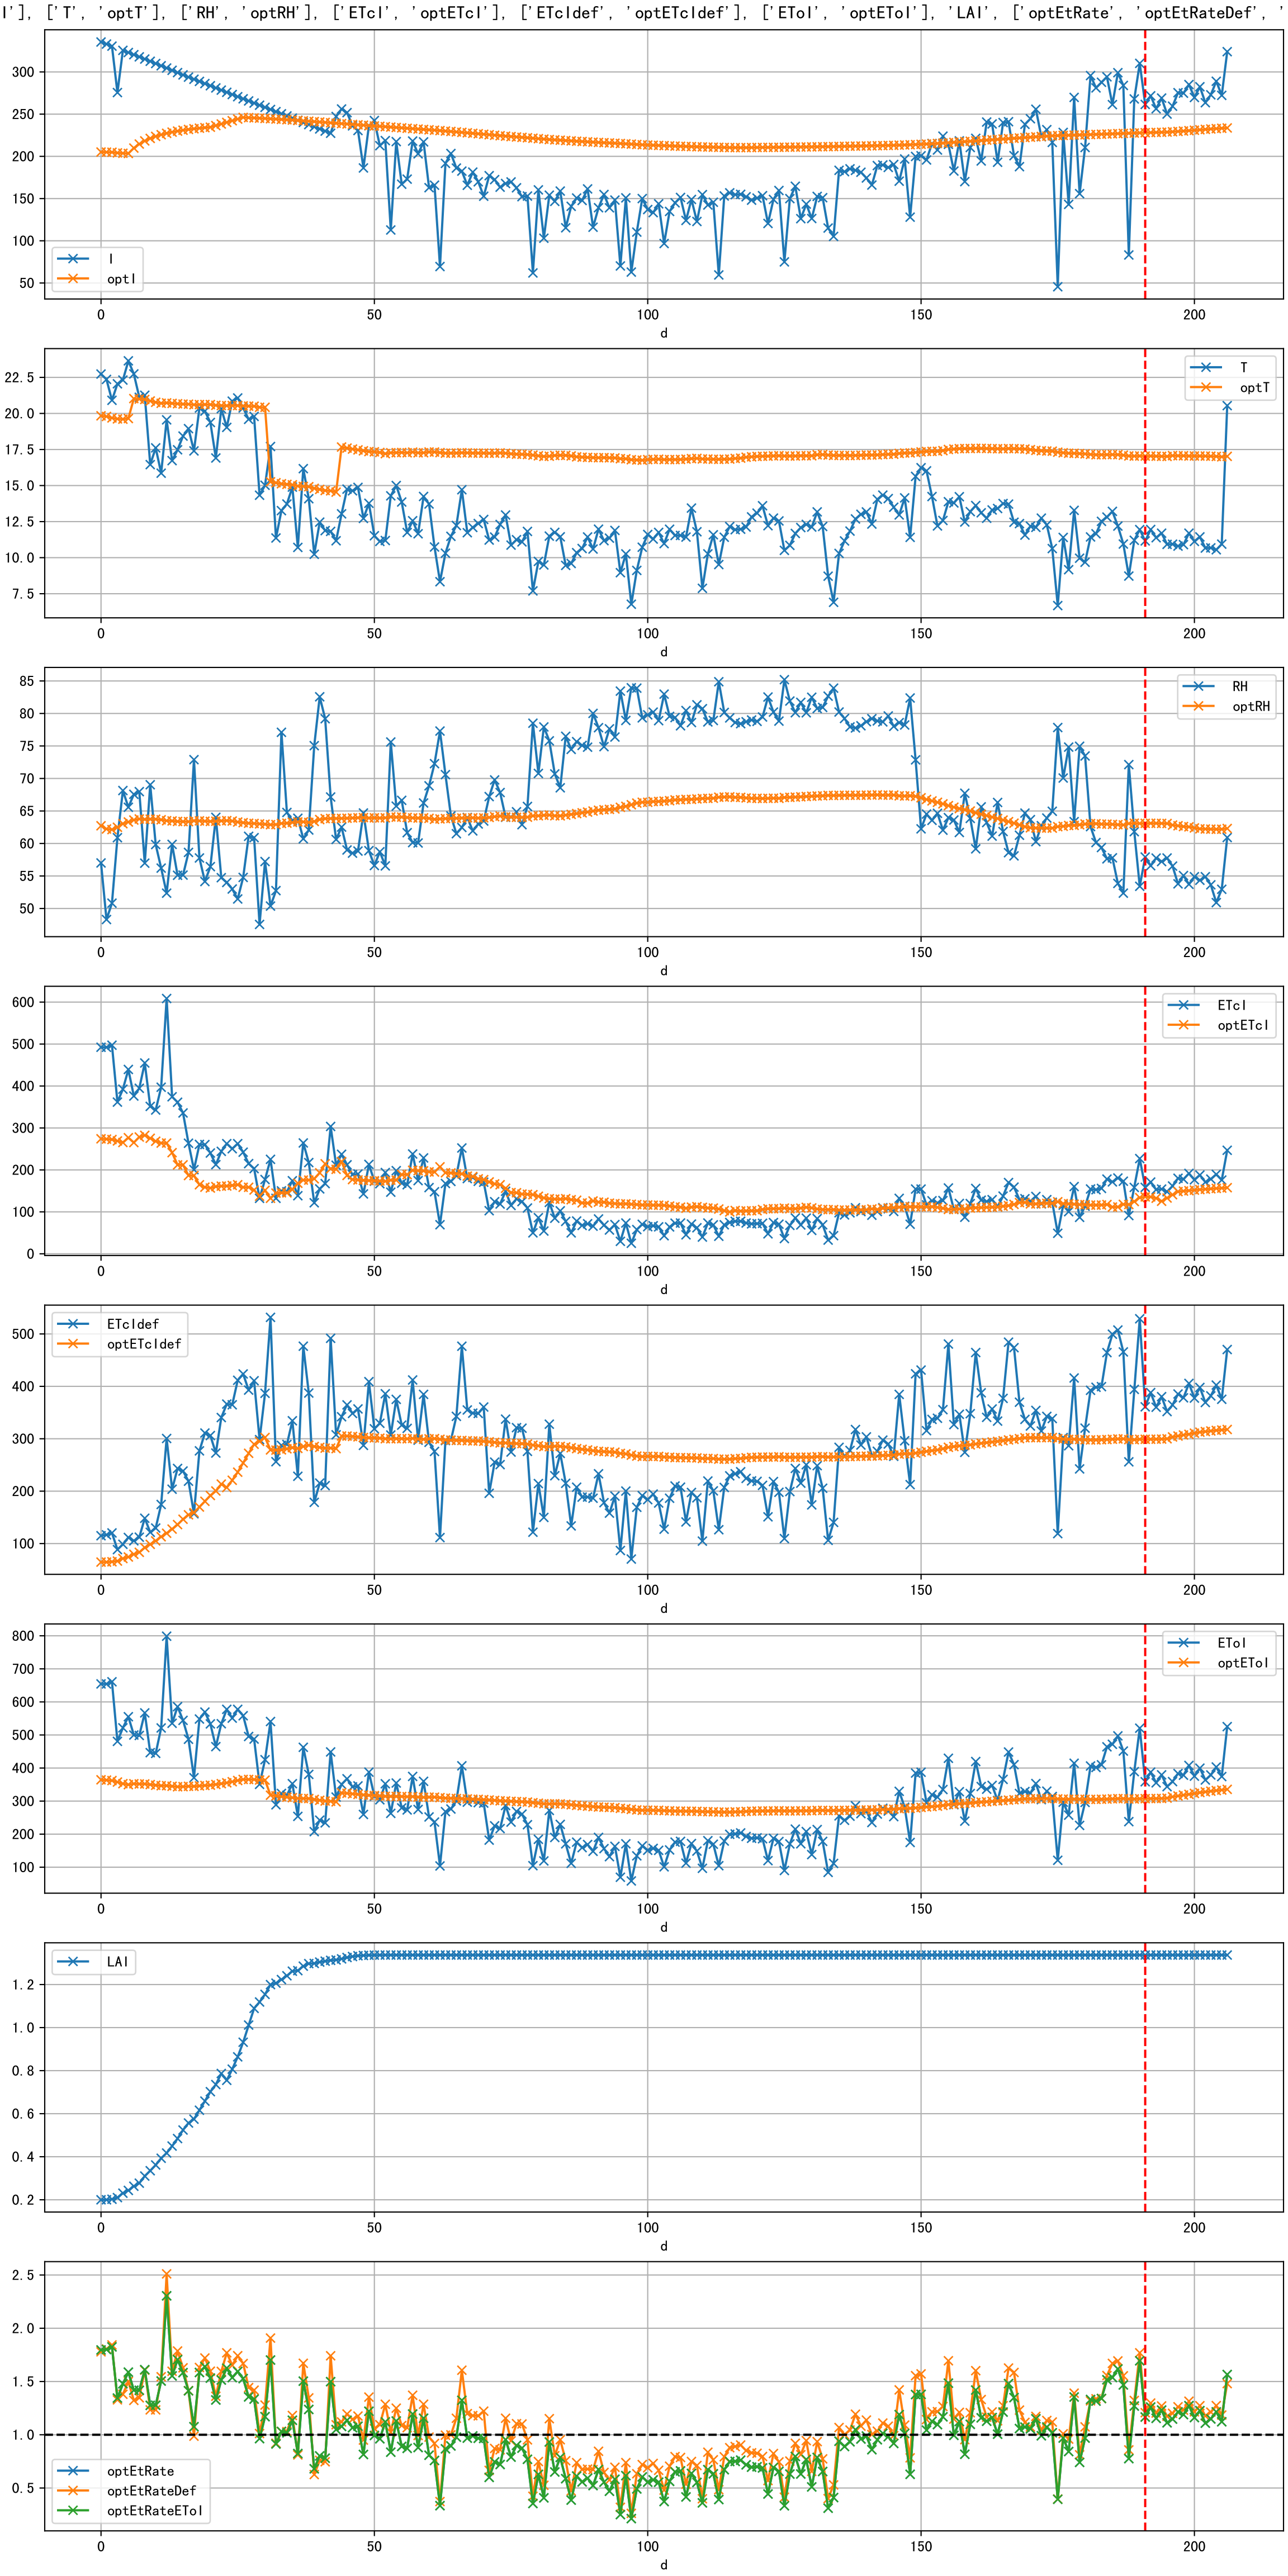 I'], ['T', 'optT'], ['RH', 'optRH'], ['ETcI', 'optETcI'], ['ETcIdef', 'optETcIdef'], ['EToI', 'optEToI'], 'LAI', ['optEtRate', 'optEtRateDef', '
300
250
200
150
100
50
I
optI
0 50 100 150 200
d
22.5
20.0
17.5
15.0
12.5
10.0
7.5
T
optT
0 50 100 150 200
d
85
80
75
70
65
60
55
50
RH
optRH
0 50 100 150 200
d
600
500
400
300
200
100
0
ETcI
optETcI
0 50 100 150 200
d
500
400
300
200
100
ETcIdef
optETcIdef
0 50 100 150 200
d
800
700
600
500
400
300
200
100
EToI
optEToI
0 50 100 150 200
d
1.2
1.0
0.8
0.6
0.4
0.2
LAI
0 50 100 150 200
d
2.5
2.0
1.5
1.0
0.5
optEtRate
optEtRateDef
optEtRateEToI
0 50 100 150 200
d